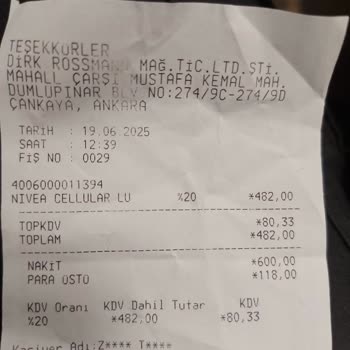 TEŞEKKÜRLER
DİRK ROSSMANN MAĞ.TİC.LTD.ŞTİ.
MAHALL ÇARŞI MUSTAFA KEMAL MAH.
DUMLUPINAR BLV NO:274/9C-274/9D
ÇANKAYA, ANKARA
TARİH : 19.06.2025
SAAT : 12:39
FİŞ NO : 0029
4006000011394
NIVEA CELLULAR LU %20 *482,00
TOPKDV *80,33
TOPLAM *482,00
NAKİT *600,00
PARA ÜSTÜ *118,00
KDV Oranı KDV Dahil Tutar KDV
%20 *482,00 *80,33
Kasiyer Adı:Z**** T****